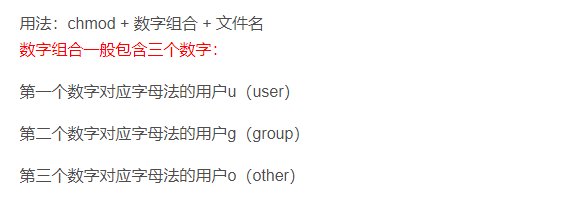 用法：chmod + 数字组合 + 文件名
数字组合一般包含三个数字：
第一个数字对应字母法的用户u（user）
第二个数字对应字母法的用户g（group）
第三个数字对应字母法的用户o（other）